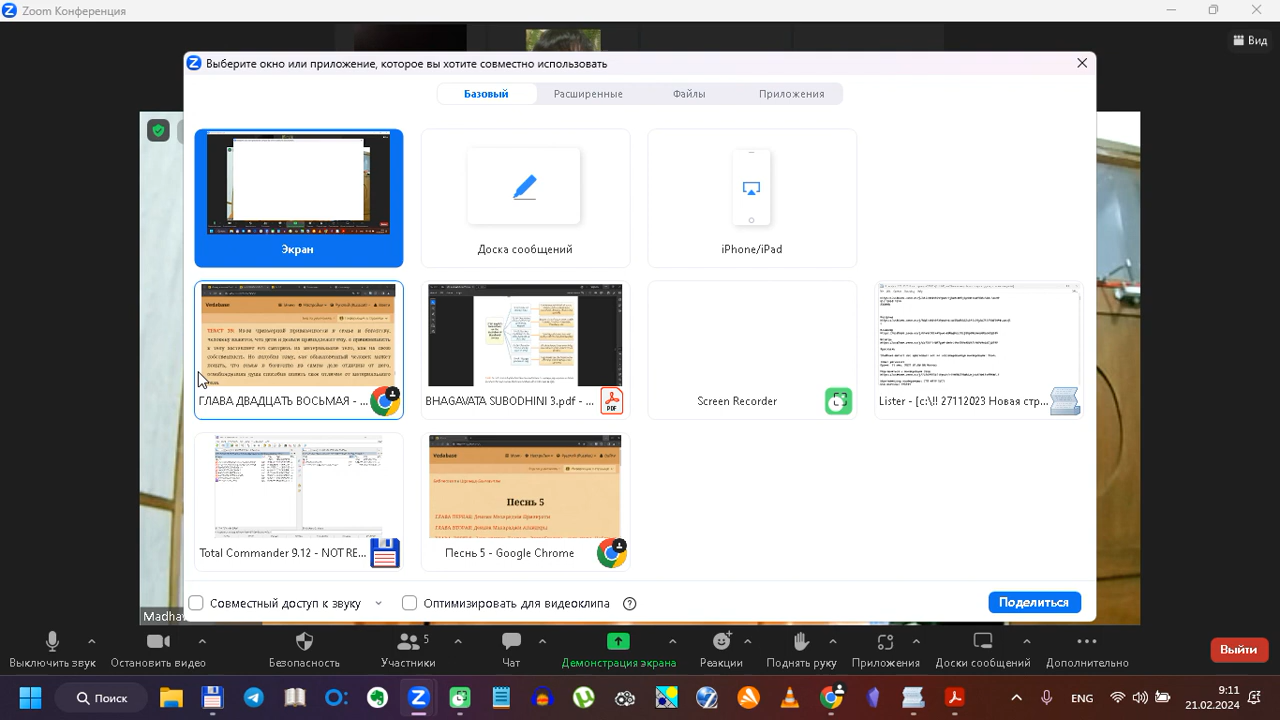 Zoom Конференция
Вид
Выберите окно или приложение, которое вы хотите совместно использовать
Базовый
Расширенные
Файлы
Приложения
Экран
Доска сообщений
iPhone/iPad
Vedabase
ГЛАВА ДВАДЦАТЬ ВОСЬМАЯ - ...
BHAGAVATA SUBODHINI 3.pdf - ...
Screen Recorder
Lister - [c:\!! 27112023 Новая стр...
Total Commander 9.12 - NOT RE...
Vedabase
Песнь 5
Песнь 5 - Google Chrome
Совместный доступ к звуку
Оптимизировать для видеоклипа
Поделиться
5
Выключить звук
Остановить видео
Безопасность
Участники
Чат
Демонстрация экрана
Реакции
Поднять руку
Приложения
Доски сообщений
Дополнительно
Выйти
Поиск
ENG
9:11
21.02.2024